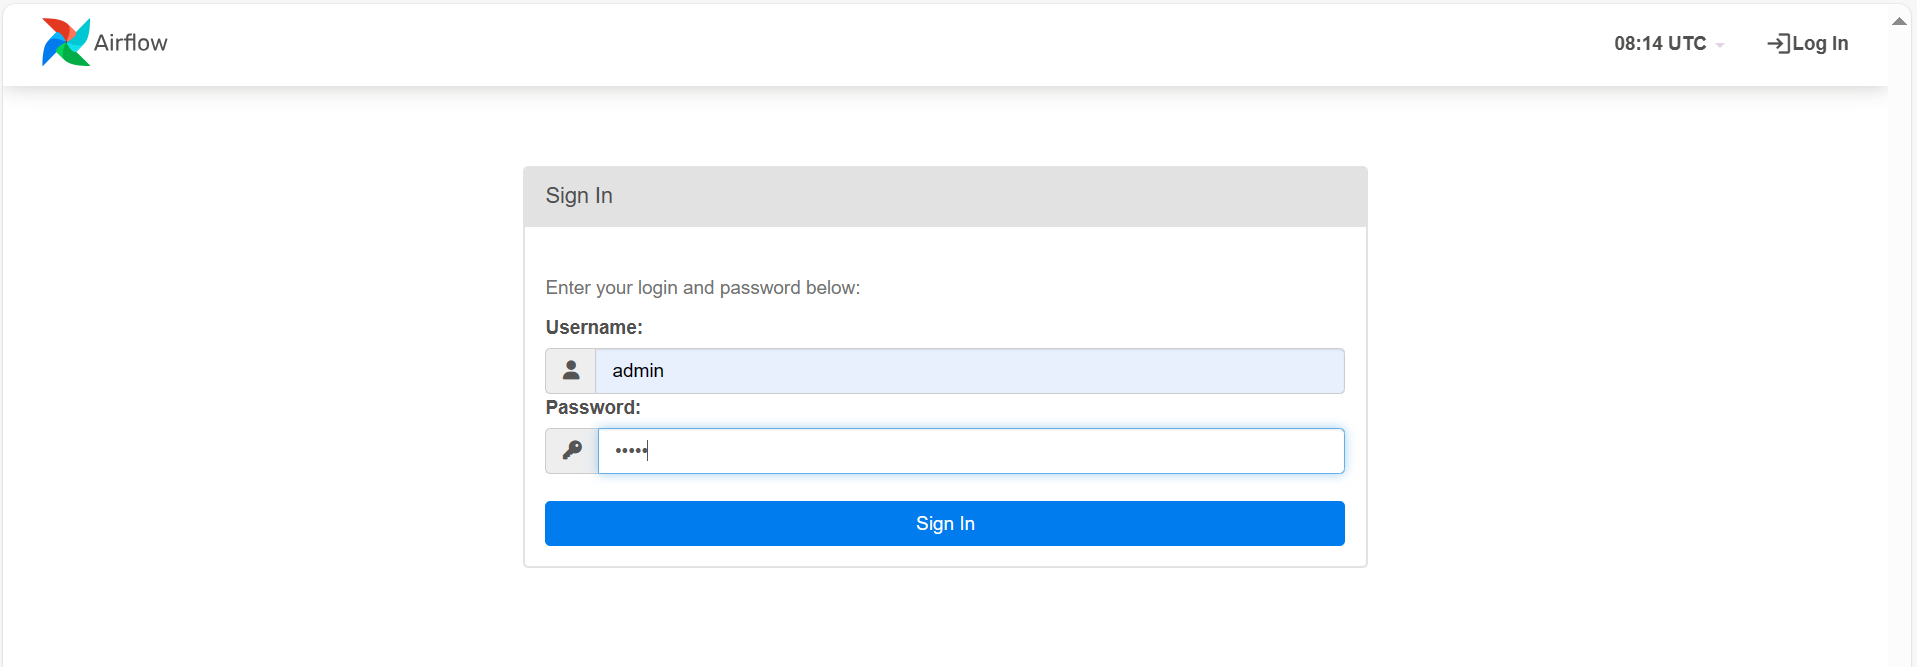 Airflow
08:14 UTC
Log In
Sign In
Enter your login and password below:
Username:
admin
Password:
•••••
Sign In